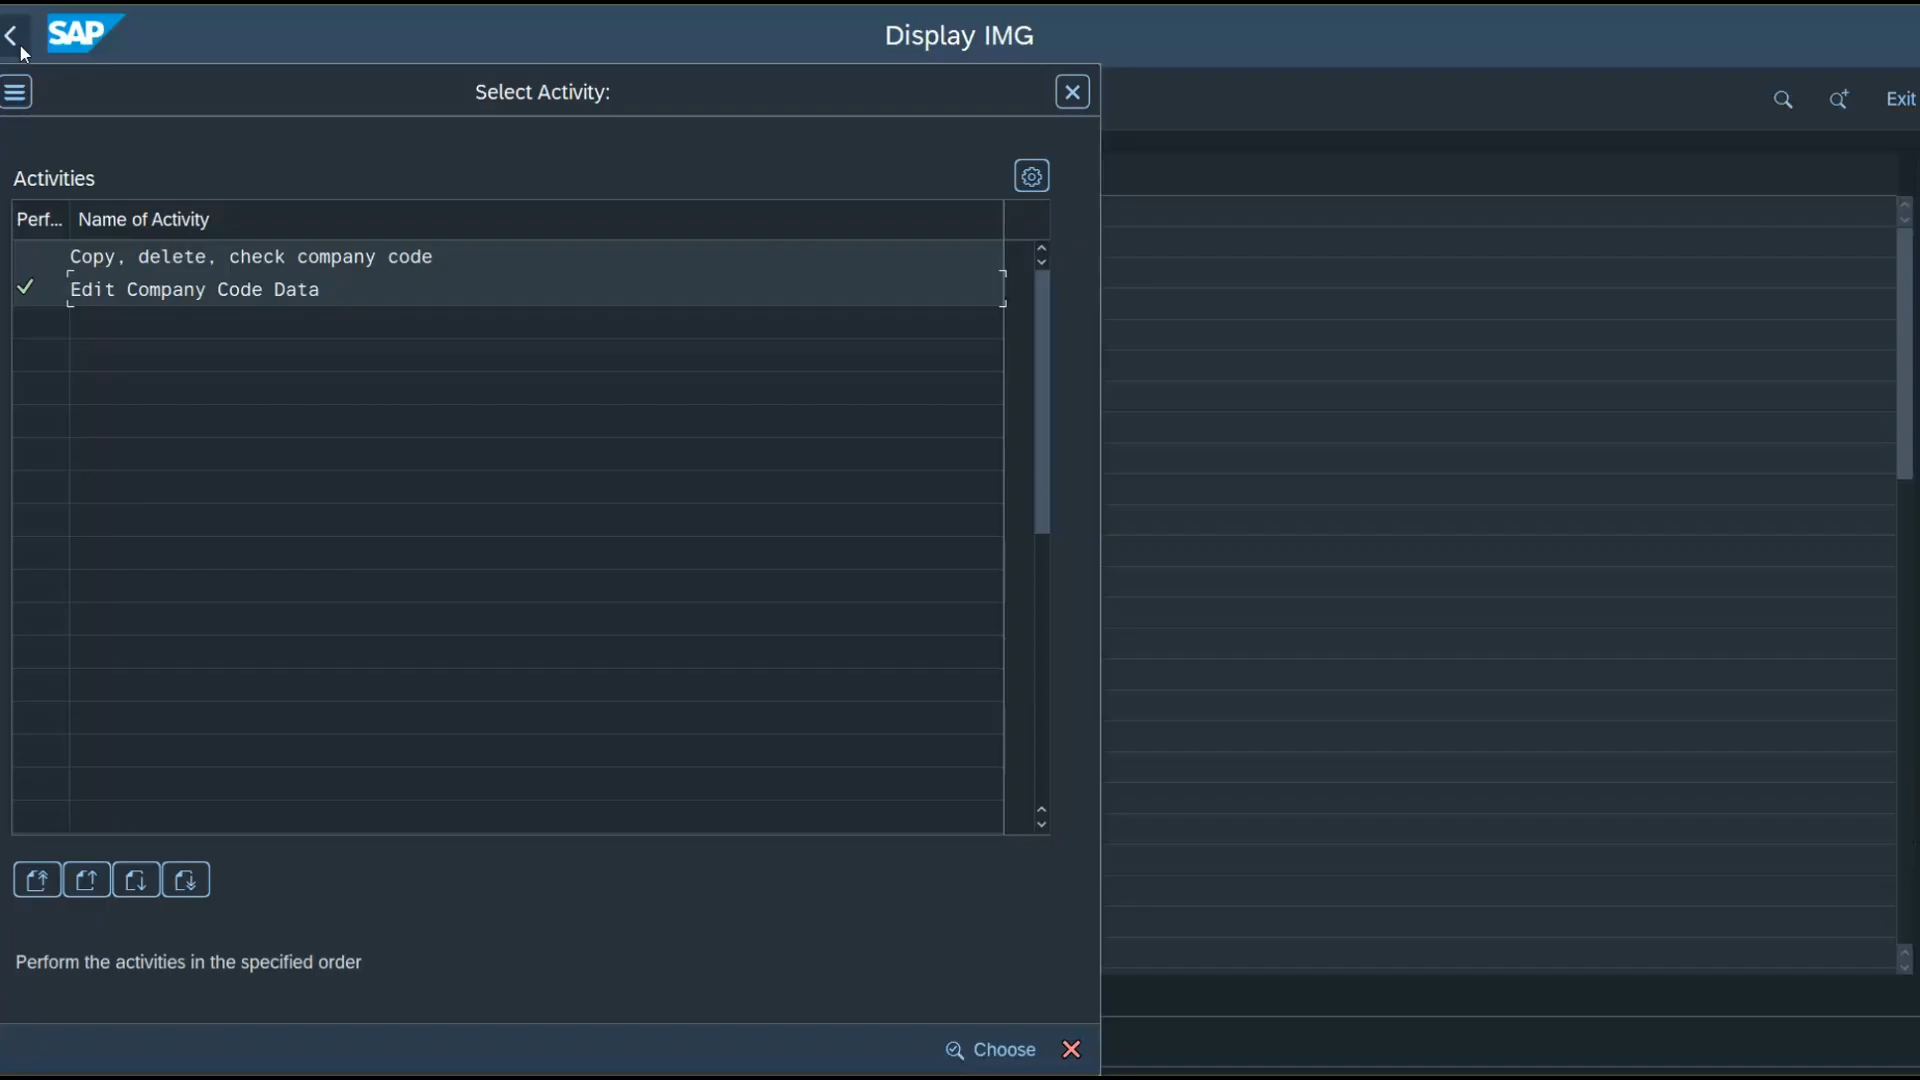 SAP
Display IMG
Select Activity:
Exit
Activities
Perf... Name of Activity
Copy, delete, check company code
Edit Company Code Data
Perform the activities in the specified order
Choose